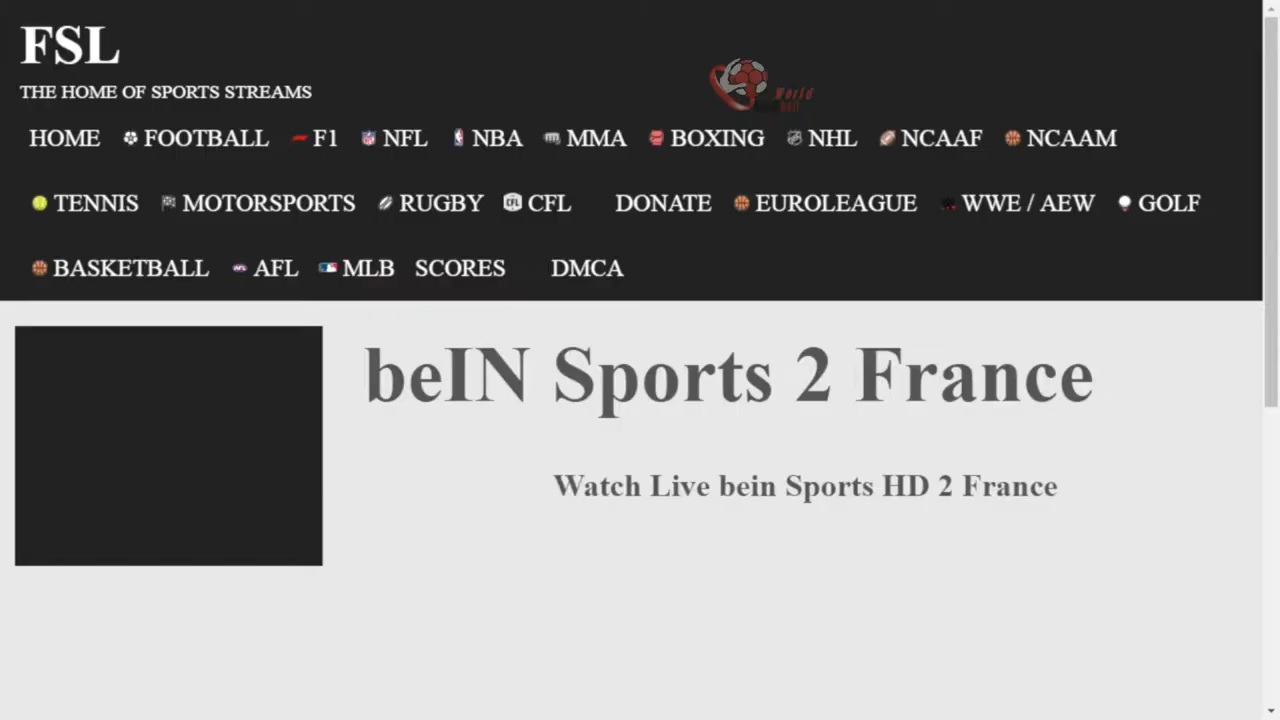 FSL
THE HOME OF SPORTS STREAMS
World
HOME FOOTBALL F1 NFL NBA MMA BOXING NHL NCAAF NCAAM
TENNIS MOTORSPORTS RUGBY CFL DONATE EUROLEAGUE WWE / AEW GOLF
BASKETBALL AFL MLB SCORES DMCA
beIN Sports 2 France
Watch Live bein Sports HD 2 France